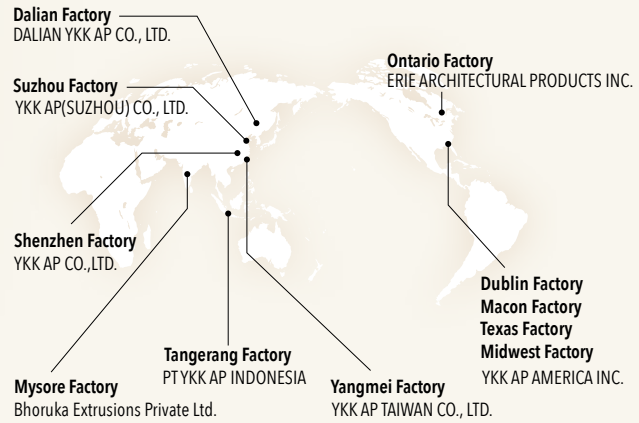 Dalian Factory
DALIAN YKK AP CO., LTD.
Suzhou Factory
YKK AP(SUZHOU) CO., LTD.
Ontario Factory
ERIE ARCHITECTURAL PRODUCTS INC.
Shenzhen Factory
YKK AP CO.,LTD.
Dublin Factory
Macon Factory
Texas Factory
Midwest Factory
YKK AP AMERICA INC.
Tangerang Factory
PT YKK AP INDONESIA
Mysore Factory
Bhoruka Extrusions Private Ltd.
Yangmei Factory
YKK AP TAIWAN CO., LTD.